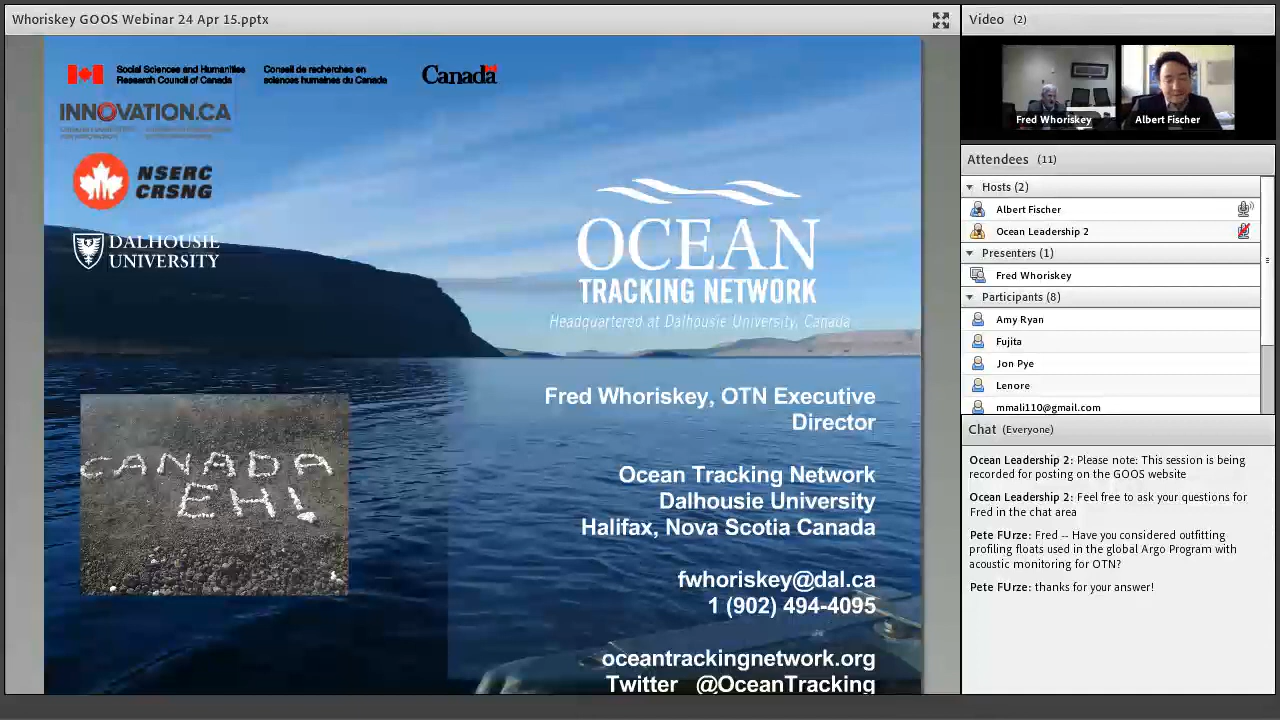 Whoriskey GOOS Webinar 24 Apr 15.pptx
Social Sciences and Humanities
Research Council of Canada
Conseil de recherches en
sciences humaines du Canada
Canada
INNOVATION.CA
NSERC
CRSNG
DALHOUSIE
UNIVERSITY
OCEAN
TRACKING NETWORK
Headquartered at Dalhousie University, Canada
CANADA
EH!
Fred Whoriskey, OTN Executive
Director
Ocean Tracking Network
Dalhousie University
Halifax, Nova Scotia Canada
fwhoriskey@dal.ca
1 (902) 494-4095
oceantrackingnetwork.org
Twitter @OceanTracking
Video (2)
Fred Whoriskey
Albert Fischer
Attendees (11)
Hosts (2)
Albert Fischer
Ocean Leadership 2
Presenters (1)
Fred Whoriskey
Participants (8)
Amy Ryan
Fujita
Jon Pye
Lenore
mmali110@gmail.com
Chat (Everyone)
Ocean Leadership 2: Please note: This session is being
recorded for posting on the GOOS website
Ocean Leadership 2: Feel free to ask your questions for
Fred in the chat area
Pete FUrze: Fred -- Have you considered outfitting
profiling floats used in the global Argo Program with
acoustic monitoring for OTN?
Pete FUrze: thanks for your answer!